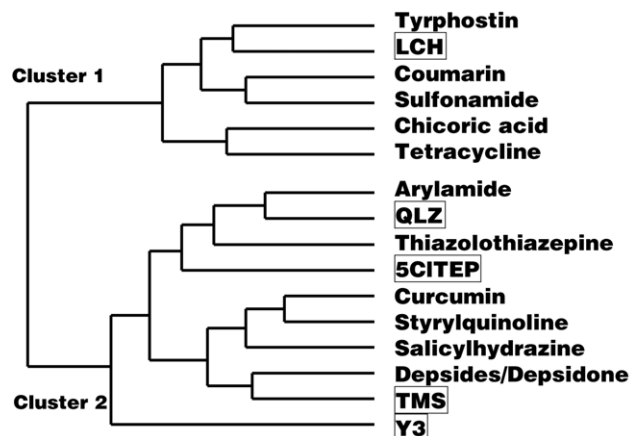 Tyrphostin
LCH
Cluster 1
Coumarin
Sulfonamide
Chicoric acid
Tetracycline
Arylamide
QLZ
Thiazolothiazepine
5CITEP
Curcumin
Styrylquinoline
Salicylhydrazine
Depsides/Depsidone
Cluster 2
TMS
Y3